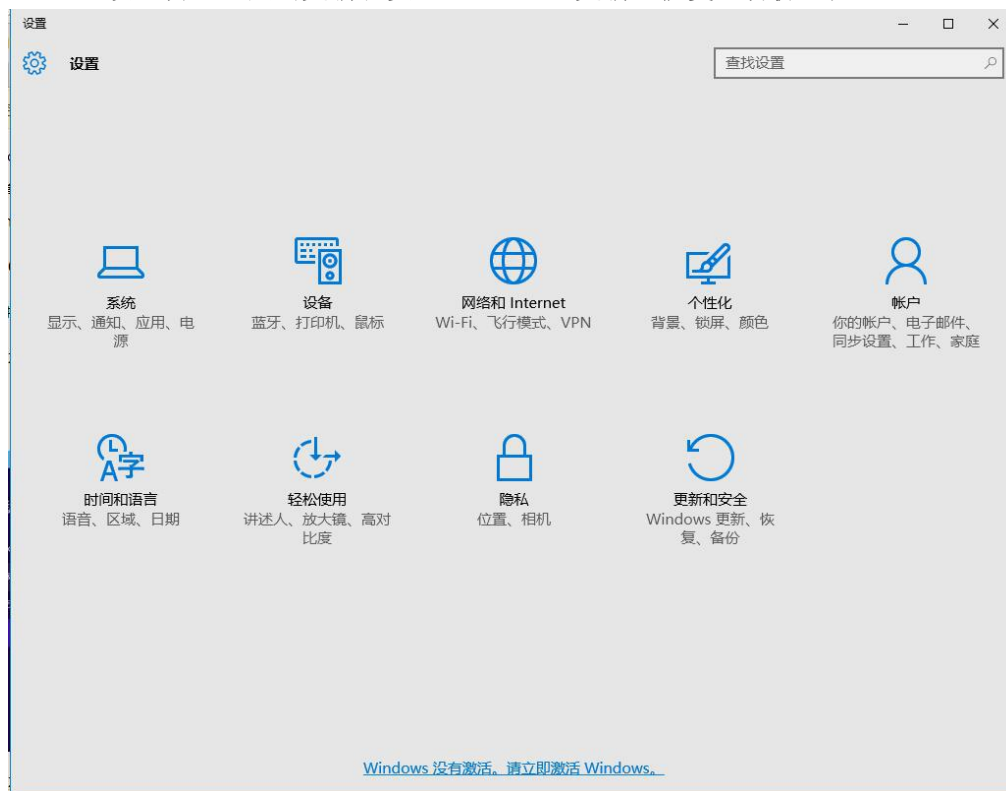 设置
设置
查找设置
系统
显示、通知、应用、电
源
设备
蓝牙、打印机、鼠标
网络和 Internet
Wi-Fi、飞行模式、VPN
个性化
背景、锁屏、颜色
帐户
你的帐户、电子邮件、
同步设置、工作、家庭
时间和语言
语音、区域、日期
轻松使用
讲述人、放大镜、高对
比度
隐私
位置、相机
更新和安全
Windows 更新、恢
复、备份
Windows 没有激活。请立即激活 Windows。